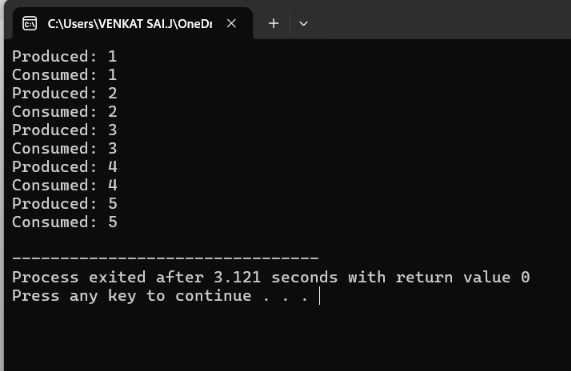 C:\Users\VENKAT SAI.J\OneDr
Produced: 1
Consumed: 1
Produced: 2
Consumed: 2
Produced: 3
Consumed: 3
Produced: 4
Consumed: 4
Produced: 5
Consumed: 5
--------------------------------
Process exited after 3.121 seconds with return value 0
Press any key to continue . . .